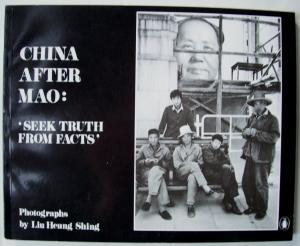 CHINA
AFTER
MAO:
'SEEK TRUTH
FROM FACTS'
Photographs
by Liu Heung Shing